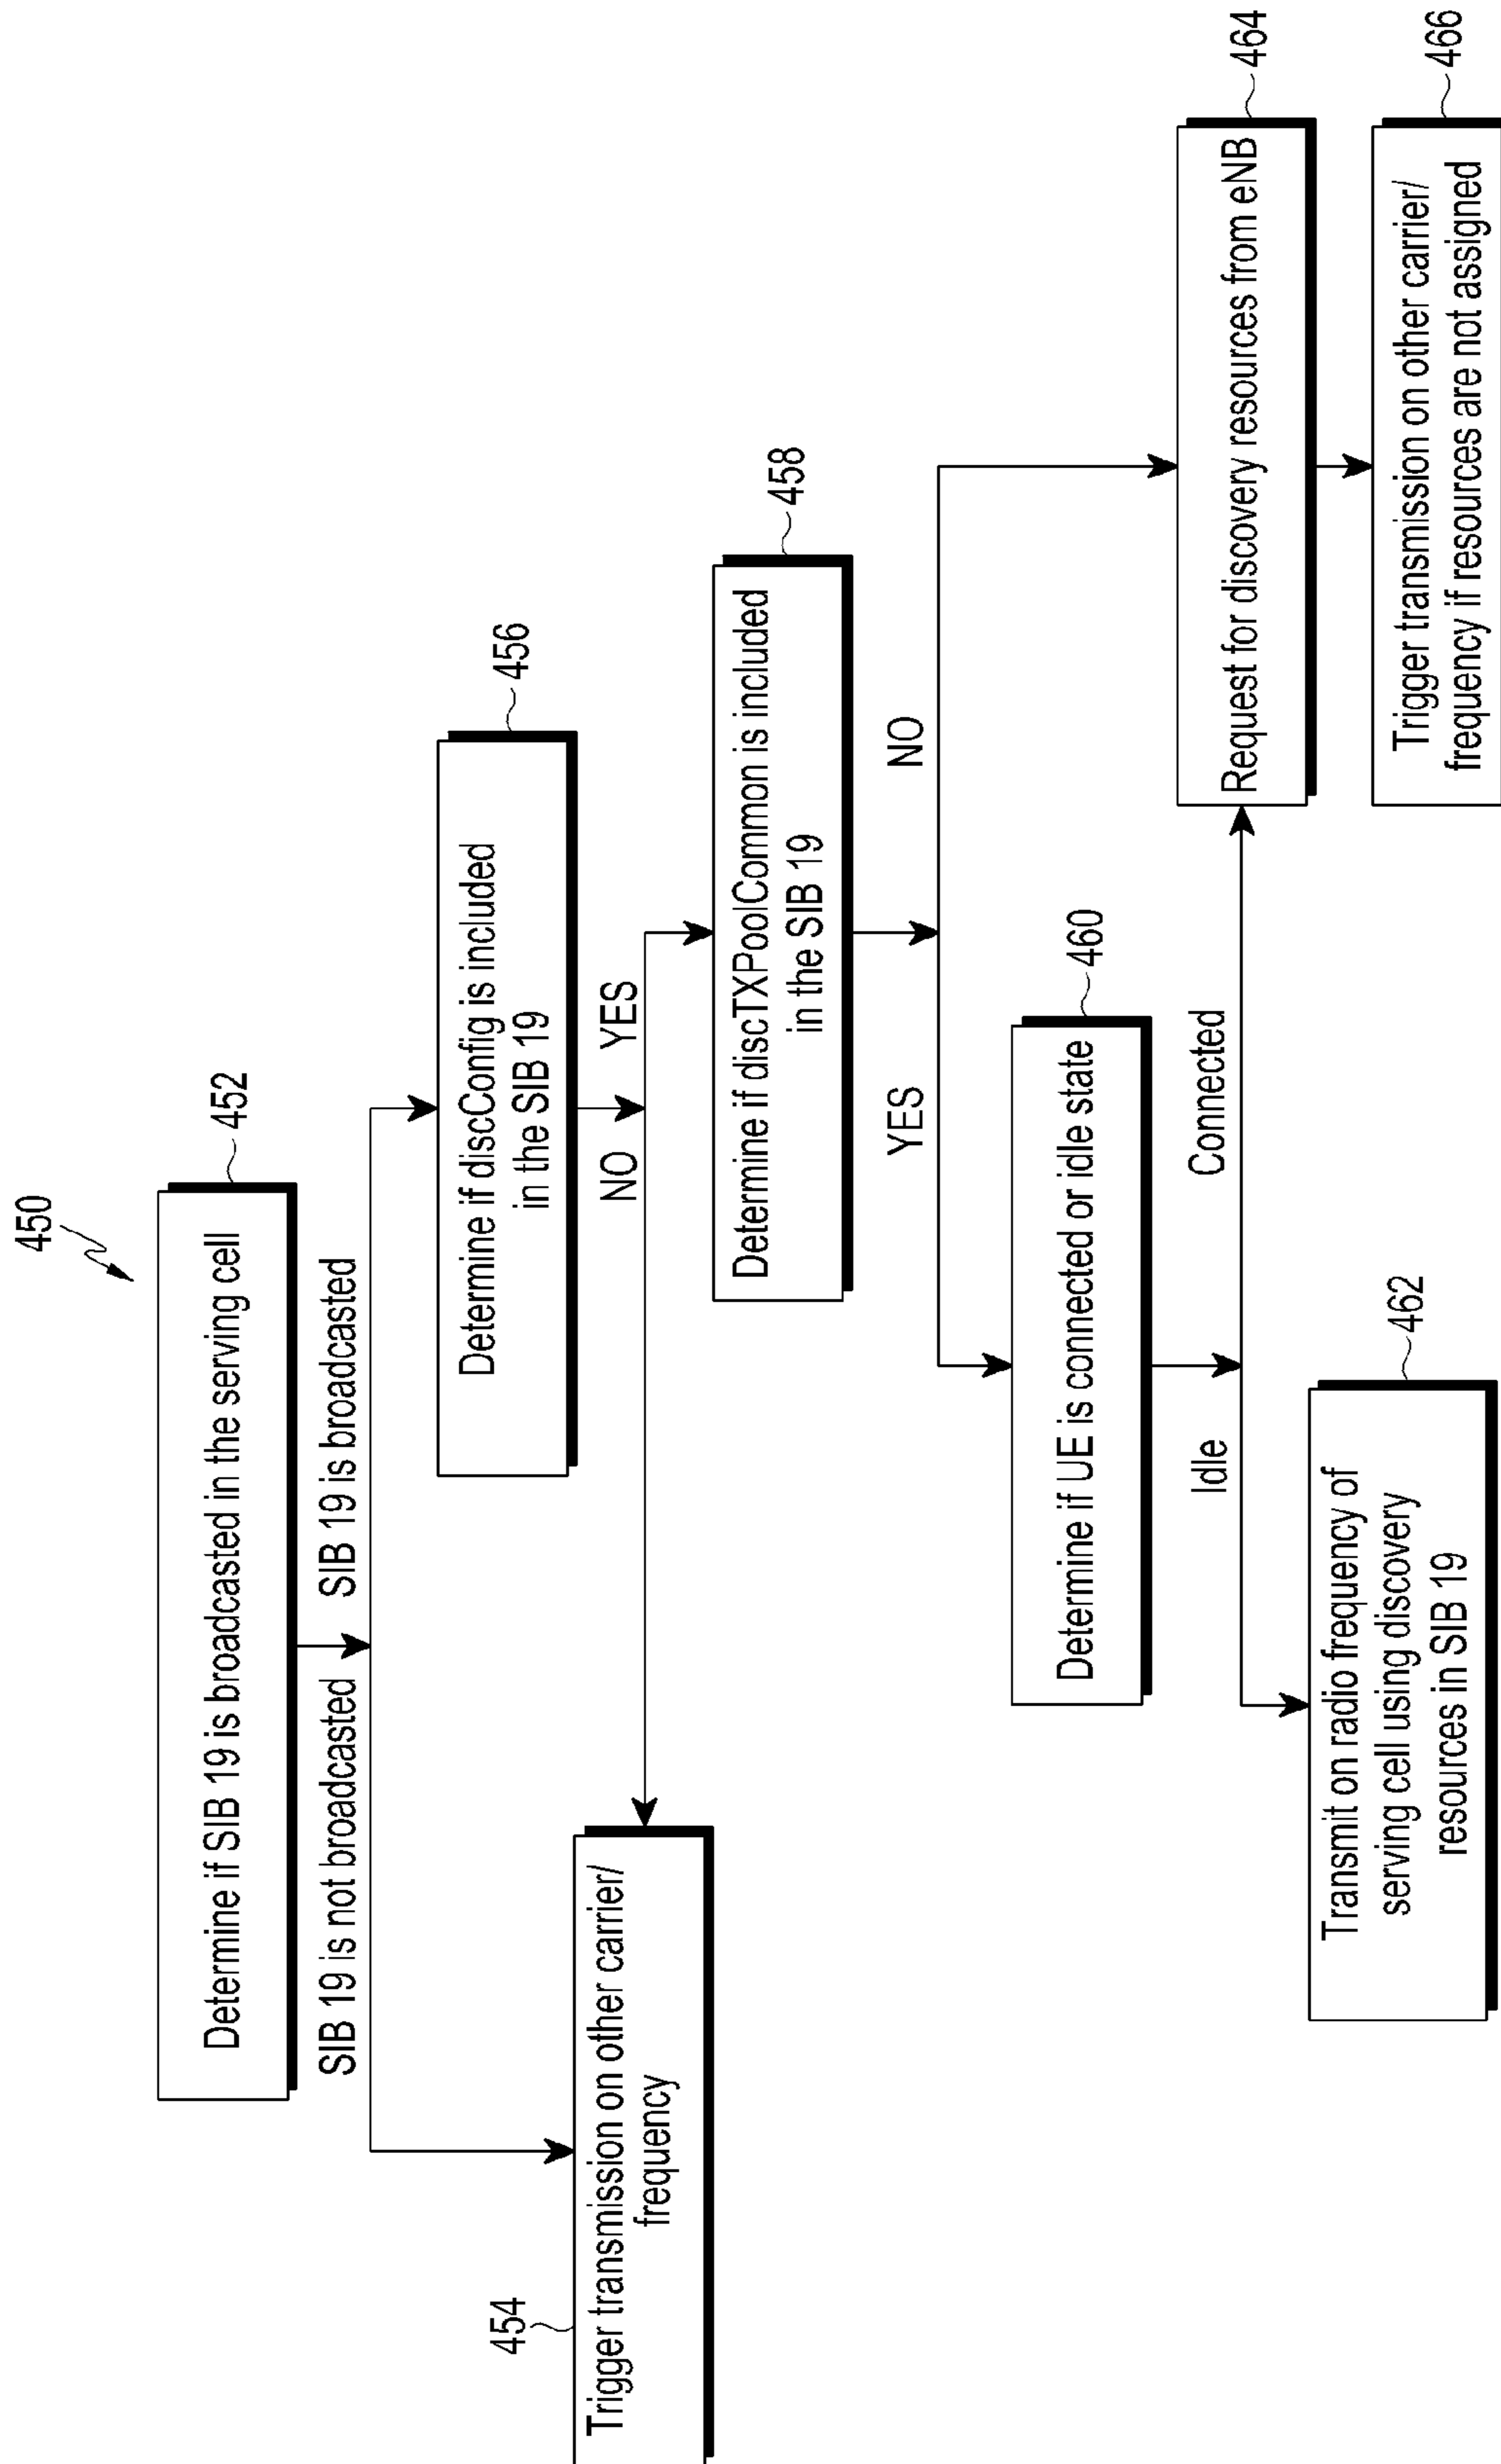 450
Determine if SIB 19 is broadcasted in the serving cell
452
SIB 19 is not broadcasted
SIB 19 is broadcasted
454
Trigger transmission on other carrier/
frequency
Determine if discConfig is included
in the SIB 19
456
NO
YES
Determine if discTXPoolCommon is included
in the SIB 19
458
YES
NO
Determine if UE is connected or idle state
460
Idle
Connected
Transmit on radio frequency of
serving cell using discovery
resources in SIB 19
462
Request for discovery resources from eNB
464
Trigger transmission on other carrier/
frequency if resources are not assigned
466